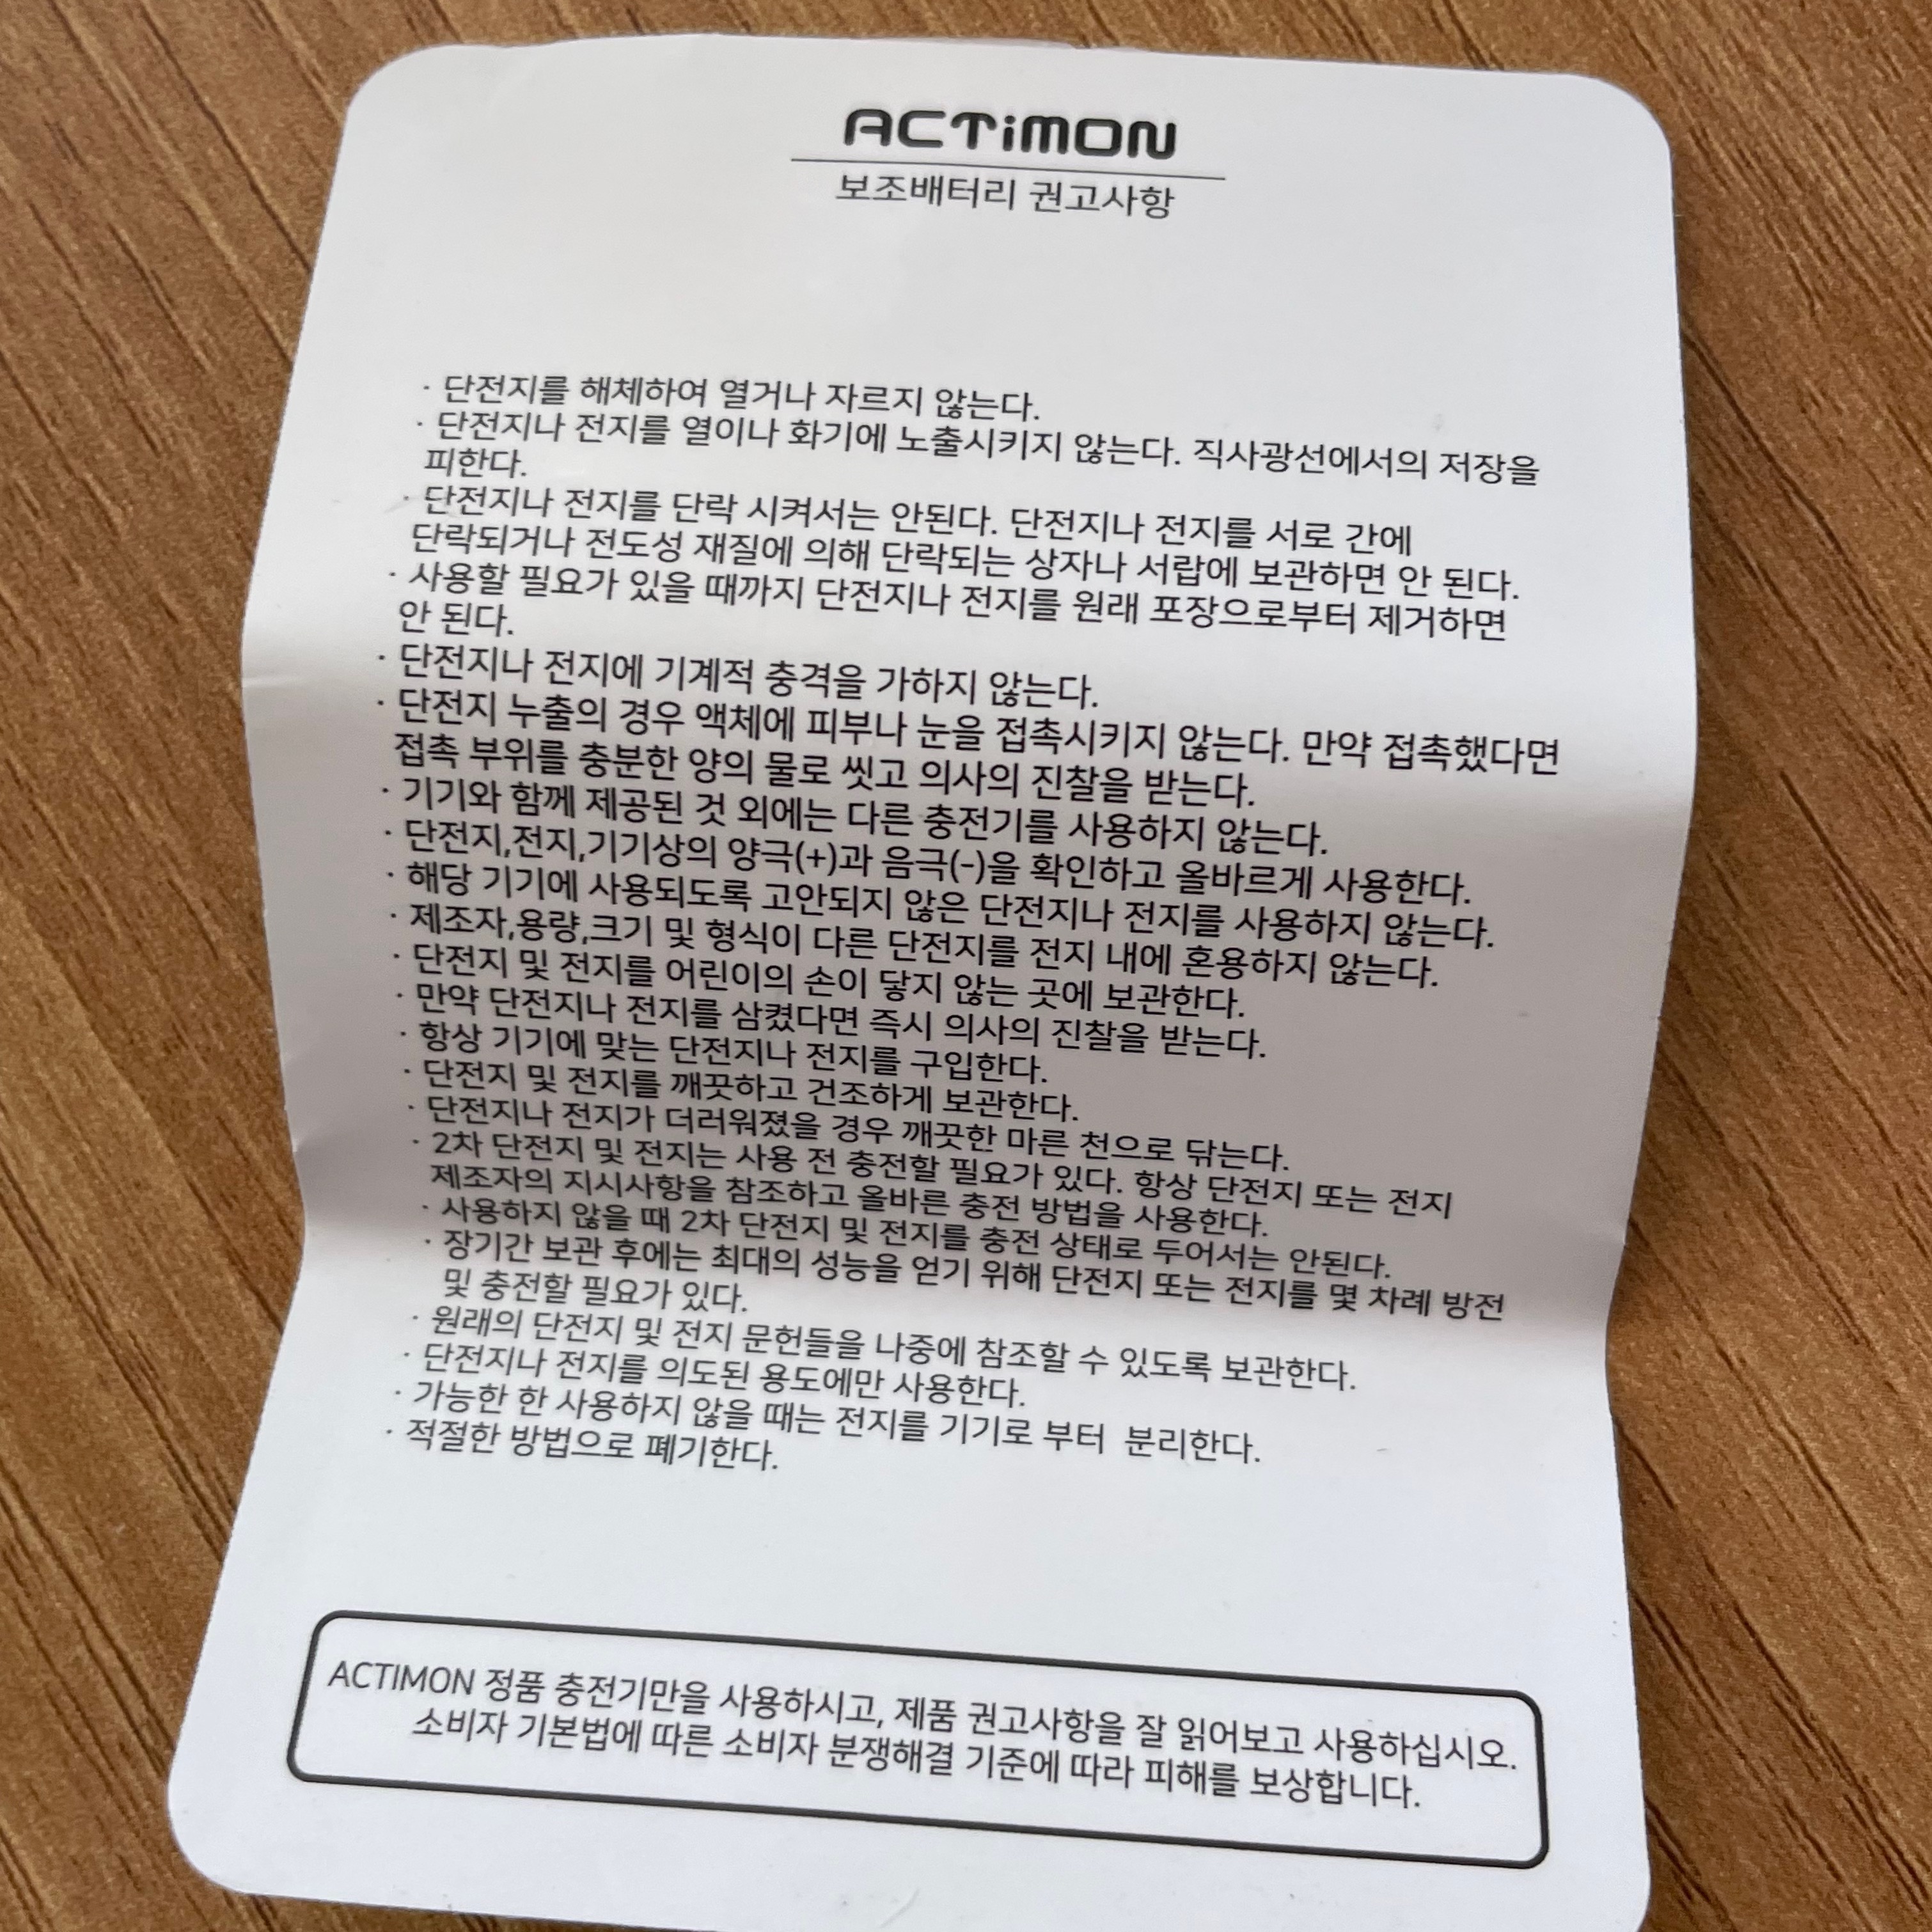 ACTiMON
보조배터리 권고사항
· 단전지를 해체하여 열거나 자르지 않는다.
· 단전지나 전지를 열이나 화기에 노출시키지 않는다. 직사광선에서의 저장을
피한다.
· 단전지나 전지를 단락 시켜서는 안된다. 단전지나 전지를 서로 간에
단락되거나 전도성 재질에 의해 단락되는 상자나 서랍에 보관하면 안 된다.
· 사용할 필요가 있을 때까지 단전지나 전지를 원래 포장으로부터 제거하면
안 된다.
· 단전지나 전지에 기계적 충격을 가하지 않는다.
· 단전지 누출의 경우 액체에 피부나 눈을 접촉시키지 않는다. 만약 접촉했다면
접촉 부위를 충분한 양의 물로 씻고 의사의 진찰을 받는다.
· 기기와 함께 제공된 것 외에는 다른 충전기를 사용하지 않는다.
· 단전지,전지,기기상의 양극(+)과 음극(-)을 확인하고 올바르게 사용한다.
· 해당 기기에 사용되도록 고안되지 않은 단전지나 전지를 사용하지 않는다.
· 제조자,용량,크기 및 형식이 다른 단전지를 전지 내에 혼용하지 않는다.
· 단전지 및 전지를 어린이의 손이 닿지 않는 곳에 보관한다.
· 만약 단전지나 전지를 삼켰다면 즉시 의사의 진찰을 받는다.
· 항상 기기에 맞는 단전지나 전지를 구입한다.
· 단전지 및 전지를 깨끗하고 건조하게 보관한다.
· 단전지나 전지가 더러워졌을 경우 깨끗한 마른 천으로 닦는다.
· 2차 단전지 및 전지는 사용 전 충전할 필요가 있다. 항상 단전지 또는 전지
제조자의 지시사항을 참조하고 올바른 충전 방법을 사용한다.
· 사용하지 않을 때 2차 단전지 및 전지를 충전 상태로 두어서는 안된다.
· 장기간 보관 후에는 최대의 성능을 얻기 위해 단전지 또는 전지를 몇 차례 방전
및 충전할 필요가 있다.
· 원래의 단전지 및 전지 문헌들을 나중에 참조할 수 있도록 보관한다.
· 단전지나 전지를 의도된 용도에만 사용한다.
· 가능한 한 사용하지 않을 때는 전지를 기기로 부터 분리한다.
· 적절한 방법으로 폐기한다.
ACTIMON 정품 충전기만을 사용하시고, 제품 권고사항을 잘 읽어보고 사용하십시오.
소비자 기본법에 따른 소비자 분쟁해결 기준에 따라 피해를 보상합니다.